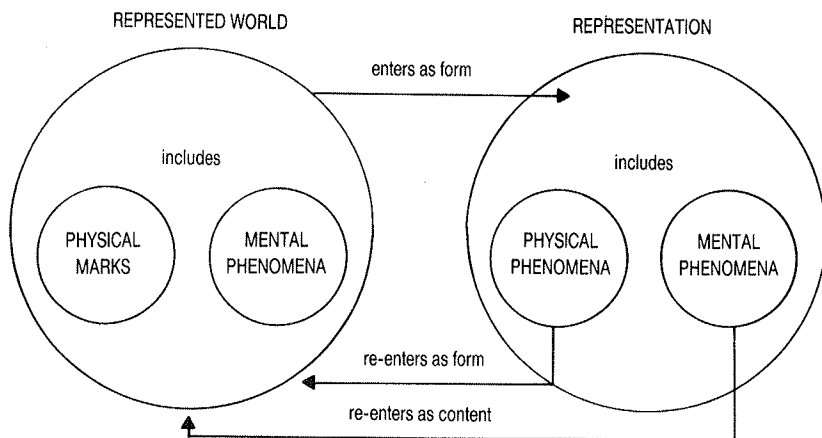 REPRESENTED WORLD
REPRESENTATION
enters as form
includes
includes
PHYSICAL
MARKS
MENTAL
PHENOMENA
PHYSICAL
PHENOMENA
MENTAL
PHENOMENA
re-enters as form
re-enters as content